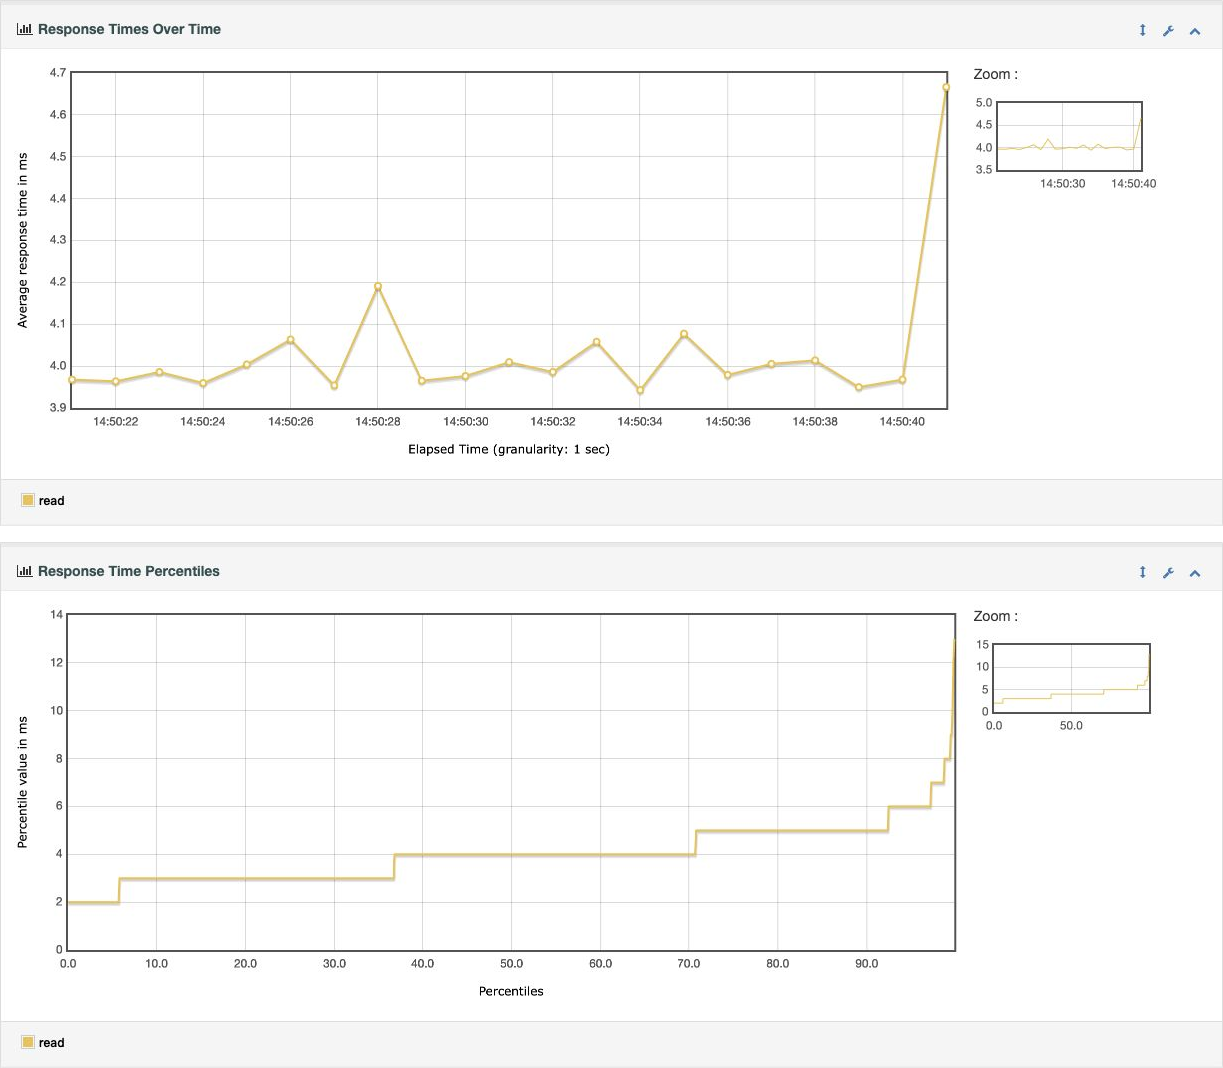 Response Times Over Time
Zoom :
4.7
4.6
4.5
4.4
4.3
4.2
4.1
4.0
3.9
Average response time in ms
14:50:22 14:50:24 14:50:26 14:50:28 14:50:30 14:50:32 14:50:34 14:50:36 14:50:38 14:50:40
Elapsed Time (granularity: 1 sec)
5.0
4.5
4.0
3.5
14:50:30 14:50:40
read
Response Time Percentiles
Zoom :
14
12
10
8
6
4
2
0
Percentile value in ms
0.0 10.0 20.0 30.0 40.0 50.0 60.0 70.0 80.0 90.0
Percentiles
15
10
5
0
0.0 50.0
read